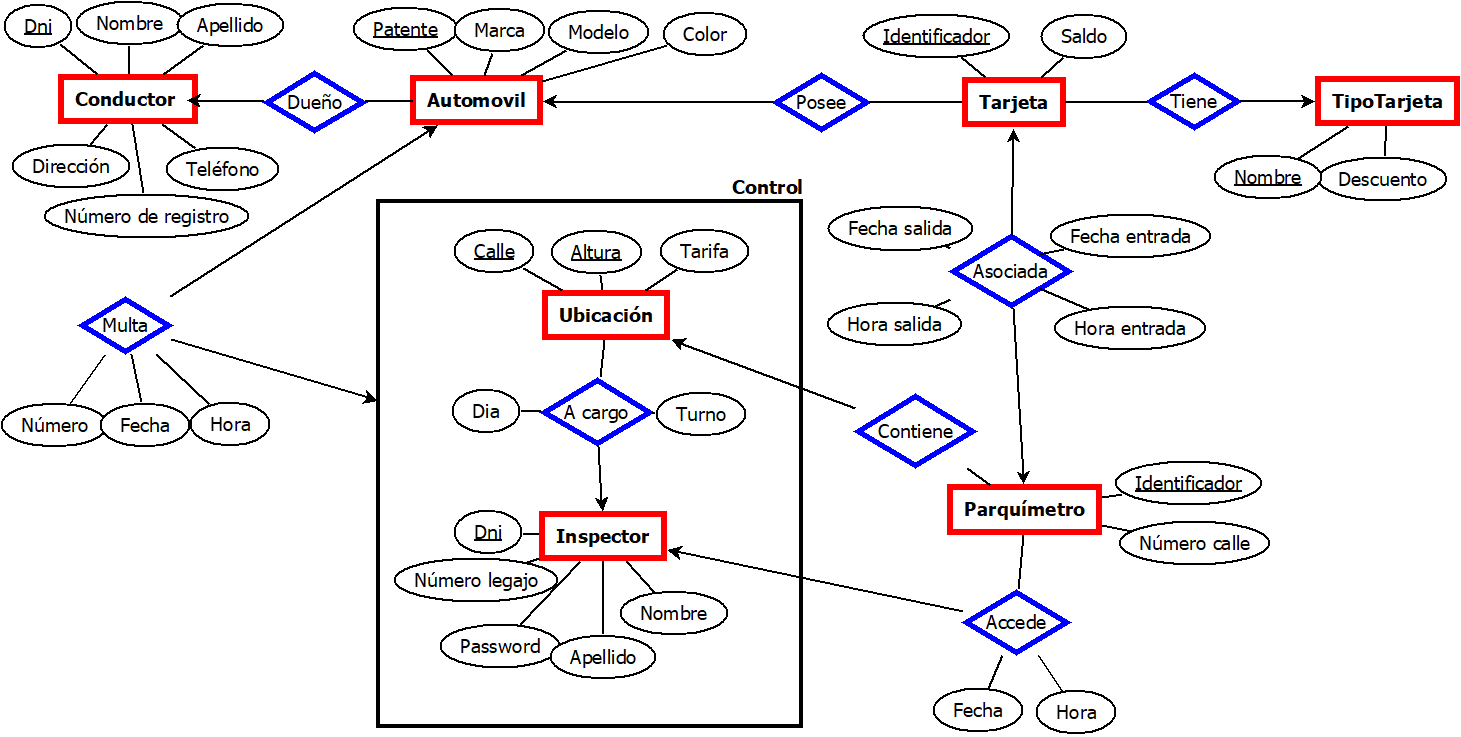 Dni
Nombre
Apellido
Patente
Marca
Modelo
Color
Identificador
Saldo
Conductor
Dueño
Automovil
Posee
Tarjeta
Tiene
TipoTarjeta
Dirección
Teléfono
Número de registro
Nombre
Descuento
Control
Fecha salida
Fecha entrada
Calle
Altura
Tarifa
Asociada
Ubicación
Multa
Hora salida
Hora entrada
Número
Fecha
Hora
Dia
A cargo
Turno
Contiene
Identificador
Parquímetro
Número calle
Dni
Inspector
Número legajo
Nombre
Password
Apellido
Accede
Fecha
Hora